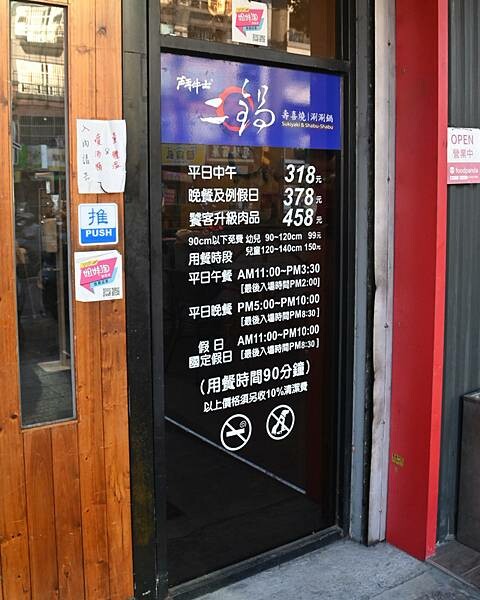 鬥牛士
二鍋
壽喜燒|涮涮鍋
Sukiyaki & Shabu-Shabu
平日中午 318元
晚餐及例假日 378元
饕客升級肉品 458元
90cm以下免費 幼兒 90~120cm 99元
兒童120~140cm 150元
用餐時段
平日午餐 AM11:00~PM3:30
[最後入場時間PM2:00]
平日晚餐 PM5:00~PM10:00
[最後入場時間PM8:30]
假日 AM11:00~PM10:00
國定假日 [最後入場時間PM8:30]
(用餐時間90分鐘)
以上價格須另收10%清潔費
推
PUSH
OPEN
營業中
foodpanda